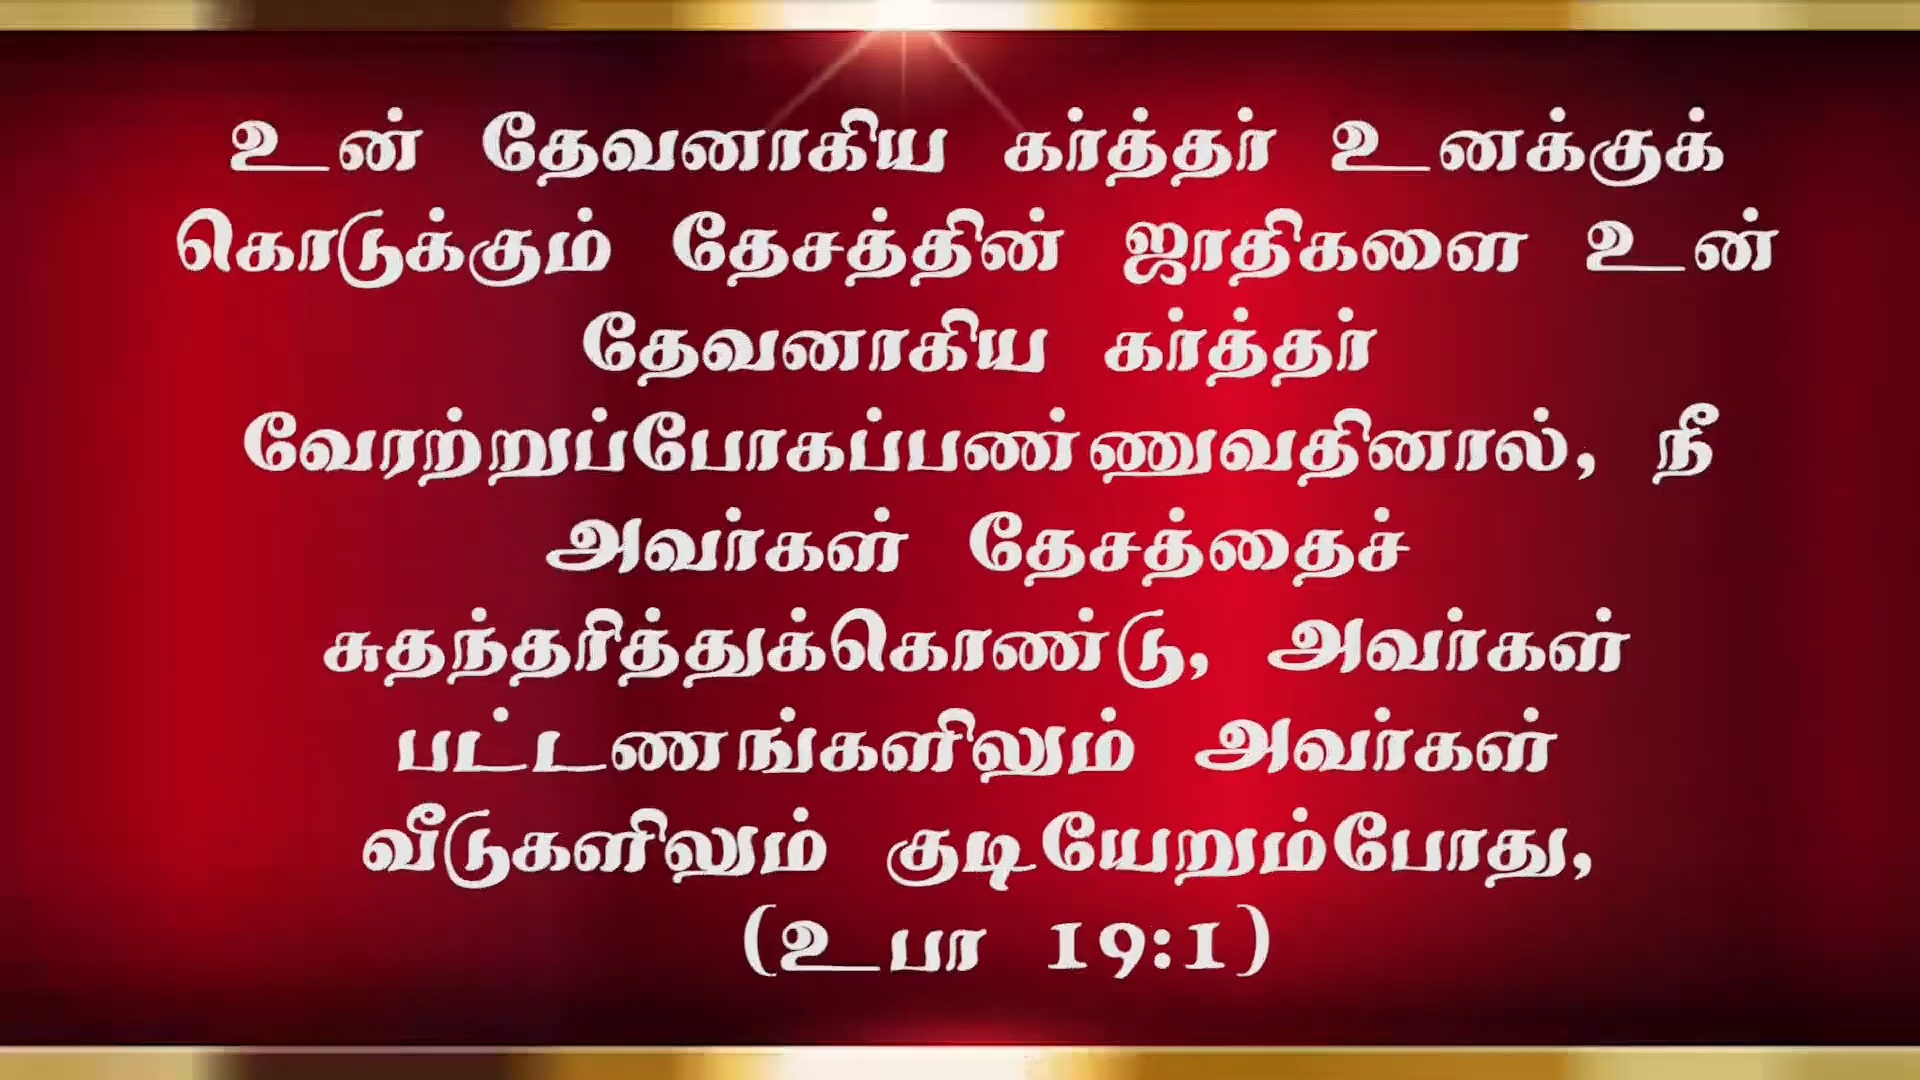 உன் தேவனாகிய கர்த்தர் உனக்குக்
கொடுக்கும் தேசத்தின் ஜாதிகளை உன்
தேவனாகிய கர்த்தர்
வேரற்றுப்போகப்பண்ணுவதினால், நீ
அவர்கள் தேசத்தைச்
சுதந்தரித்துக்கொண்டு, அவர்கள்
பட்டணங்களிலும் அவர்கள்
வீடுகளிலும் குடியேறும்போது,
(உபா 19:1)